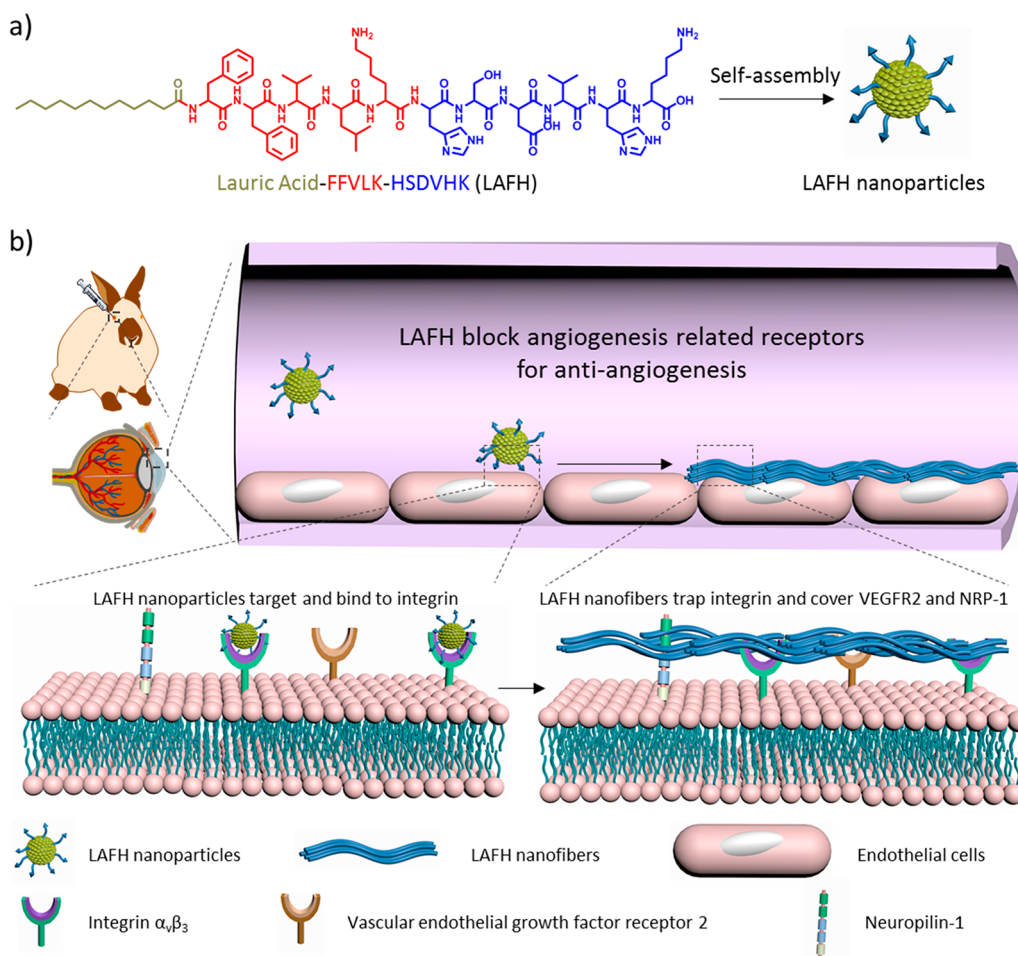 a)
NH₂
NH₂
OH
O
O
O
O
O
O
O
O
O
O
O
OH
N
H
H
N
N
H
H
N
N
H
H
N
N
H
H
N
N
H
H
N
N
H
O
OH
N
NH
N
NH
Self-assembly
Lauric Acid-FFVLK-HSDVHK (LAFH)
LAFH nanoparticles
b)
LAFH block angiogenesis related receptors
for anti-angiogenesis
LAFH nanoparticles target and bind to integrin
LAFH nanofibers trap integrin and cover VEGFR2 and NRP-1
LAFH nanoparticles
LAFH nanofibers
Endothelial cells
Integrin αᵥβ₃
Vascular endothelial growth factor receptor 2
Neuropilin-1